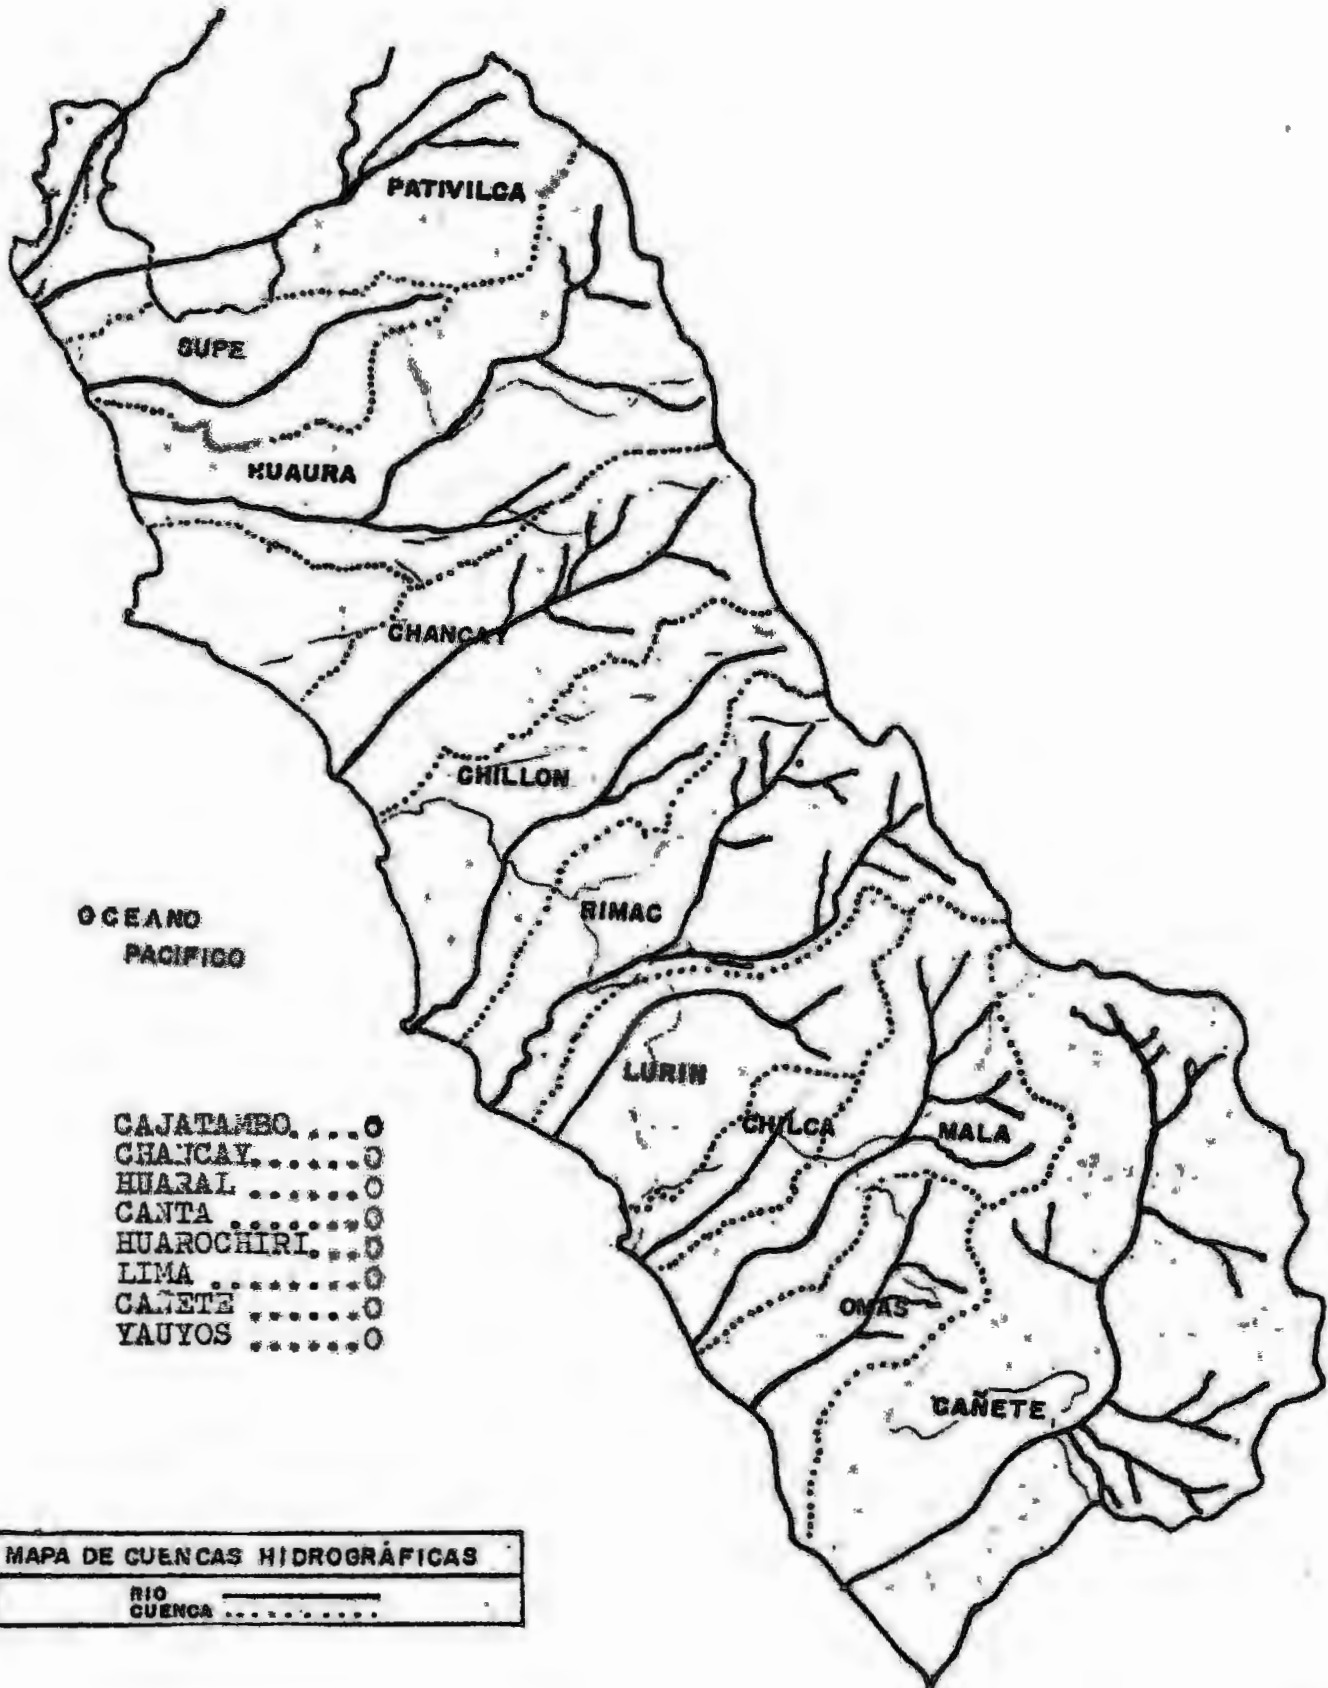 PATIVILCA
SUPE
HUAURA
CHANCAY
CHILLON
RIMAC
OCEANO
PACIFICO
LURIN
CHILCA
MALA
OMAS
CAÑETE
CAJATAMBO....O
CHANCAY......O
HUARAL ......O
CANTA .......O
HUAROCHIRI...O
LIMA ........O
CAÑETE ......O
YAUYOS ......O
MAPA DE CUENCAS HIDROGRÁFICAS
RIO
CUENCA ..........